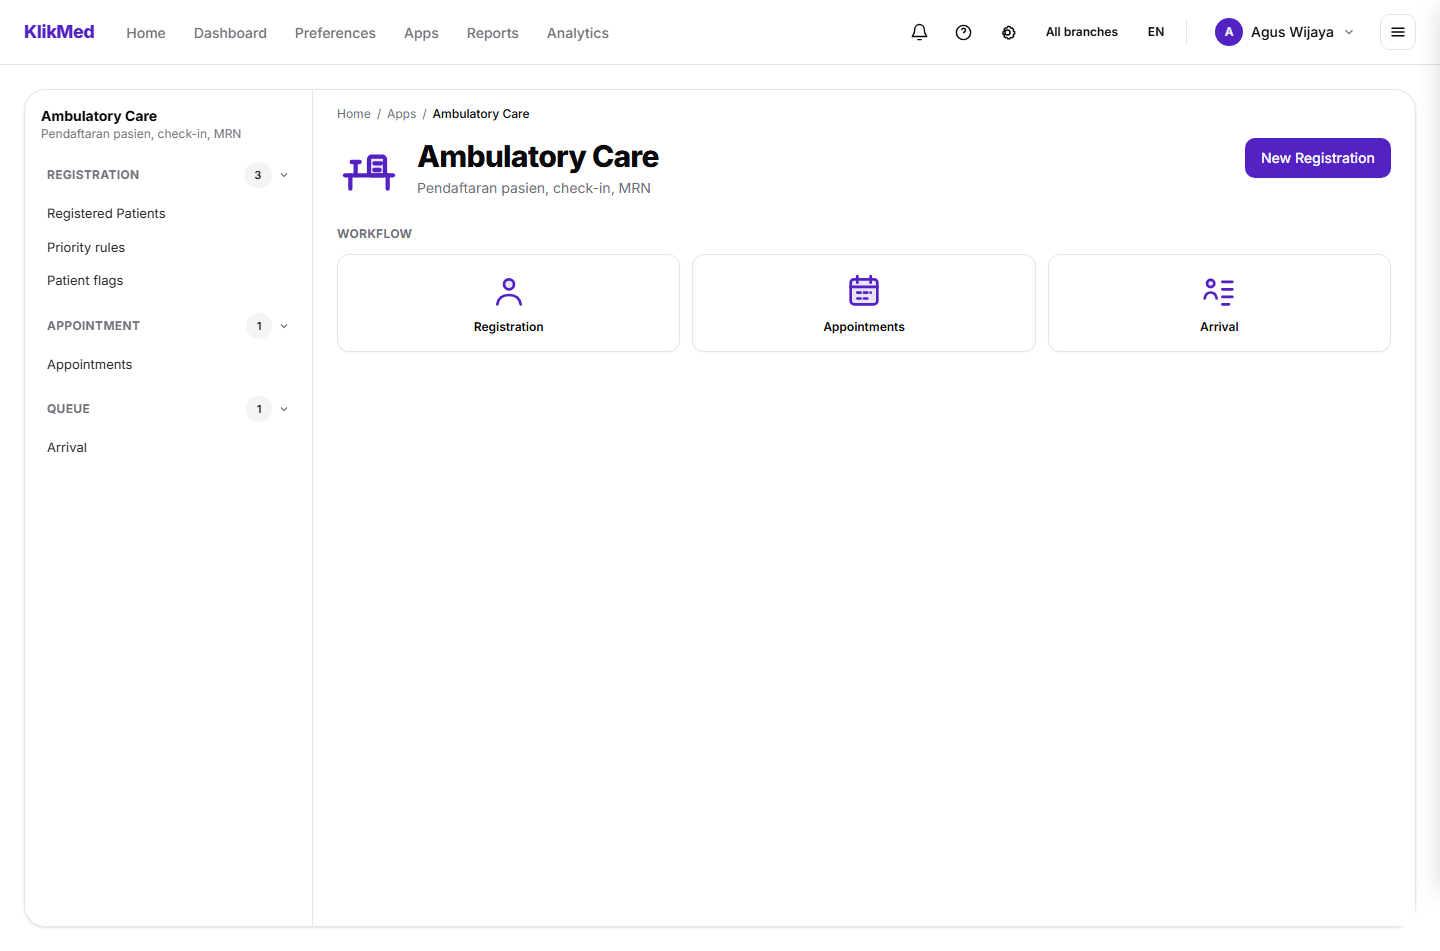 KlikMed
Home
Dashboard
Preferences
Apps
Reports
Analytics
All branches
EN
A
Agus Wijaya
Ambulatory Care
Pendaftaran pasien, check-in, MRN
REGISTRATION
3
Registered Patients
Priority rules
Patient flags
APPOINTMENT
1
Appointments
QUEUE
1
Arrival
Home / Apps / Ambulatory Care
Ambulatory Care
Pendaftaran pasien, check-in, MRN
New Registration
WORKFLOW
Registration
Appointments
Arrival